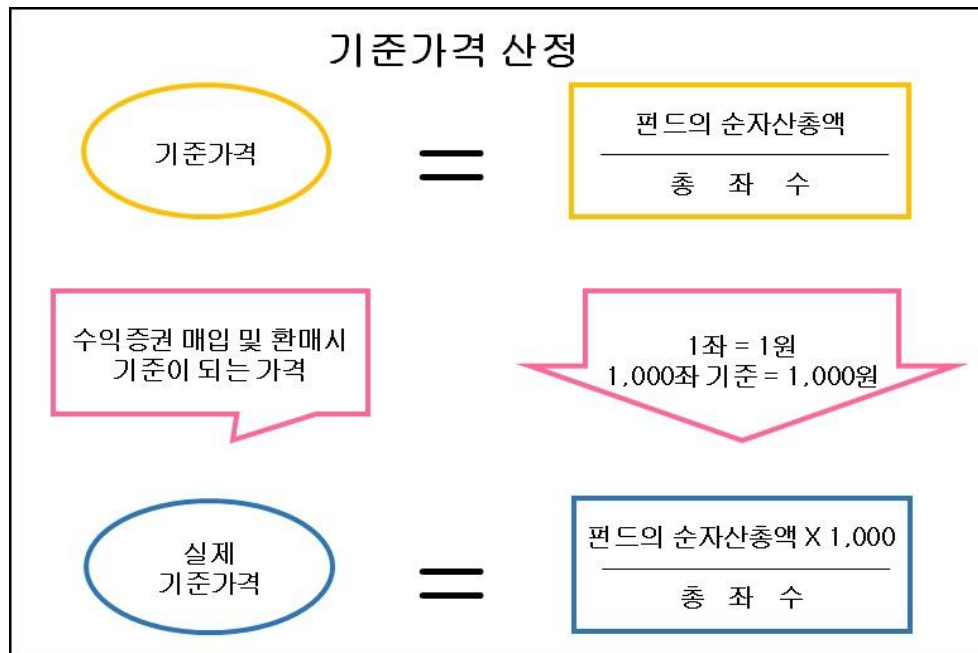 기준가격 산정
기준가격
=
펀드의 순자산총액
총 좌 수
수익증권 매입 및 환매시
기준이 되는 가격
1좌 = 1원
1,000좌 기준 = 1,000원
실제
기준가격
=
펀드의 순자산총액 X 1,000
총 좌 수